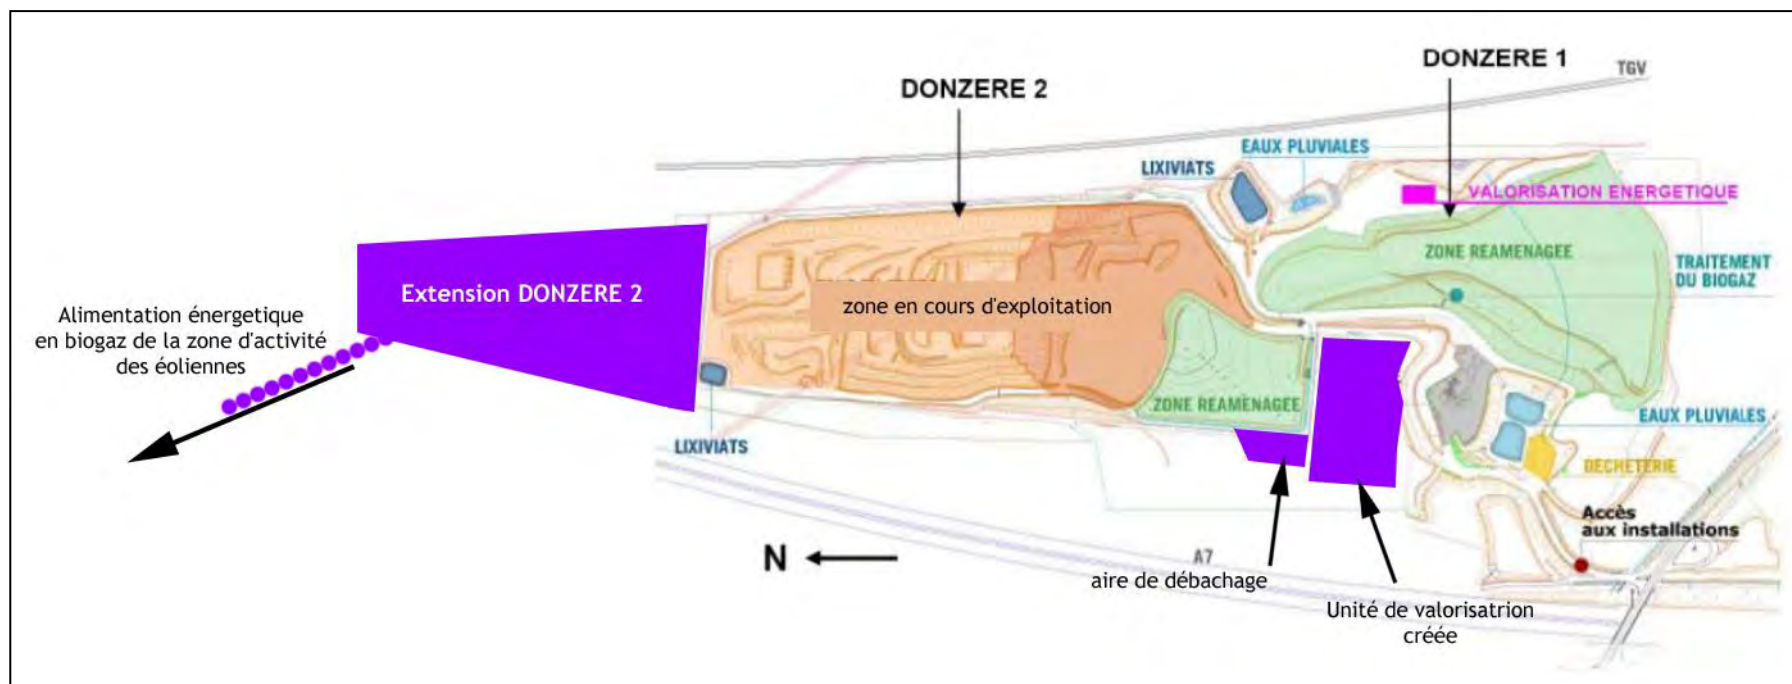 DONZERE 1
TGV
DONZERE 2
EAUX PLUVIALES
LIXIVIATS
VALORISATION ENERGETIQUE
ZONE REAMENAGEE
TRAITEMENT
DU BIOGAZ
Extension DONZERE 2
zone en cours d'exploitation
Alimentation énergetique
en biogaz de la zone d'activité
des éoliennes
ZONE REAMENAGEE
EAUX PLUVIALES
LIXIVIATS
DECHETERIE
Accès
aux installations
N
A7
aire de débachage
Unité de valorisatrion
créée